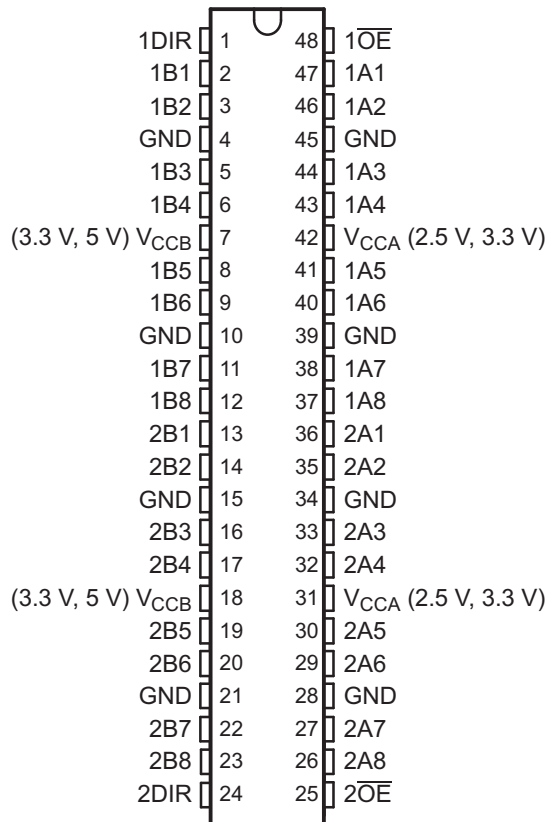 1DIR 1 48 1O̅E̅
1B1 2 47 1A1
1B2 3 46 1A2
GND 4 45 GND
1B3 5 44 1A3
1B4 6 43 1A4
(3.3 V, 5 V) VCCB 7 42 VCCA (2.5 V, 3.3 V)
1B5 8 41 1A5
1B6 9 40 1A6
GND 10 39 GND
1B7 11 38 1A7
1B8 12 37 1A8
2B1 13 36 2A1
2B2 14 35 2A2
GND 15 34 GND
2B3 16 33 2A3
2B4 17 32 2A4
(3.3 V, 5 V) VCCB 18 31 VCCA (2.5 V, 3.3 V)
2B5 19 30 2A5
2B6 20 29 2A6
GND 21 28 GND
2B7 22 27 2A7
2B8 23 26 2A8
2DIR 24 25 2O̅E̅